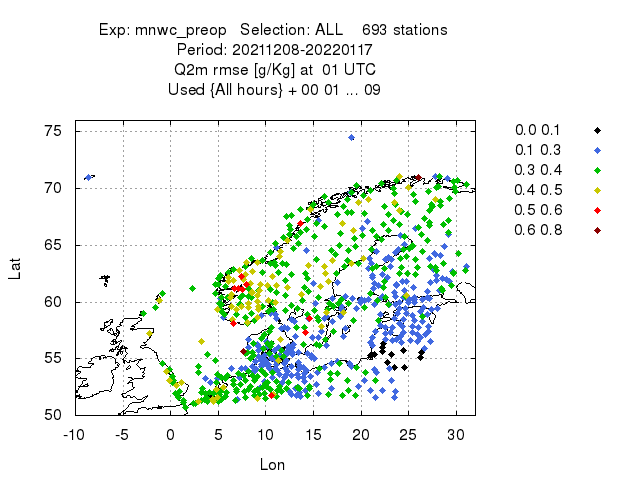 Exp: mnwc_preop   Selection: ALL    693 stations
Period: 20211208-20220117
Q2m rmse [g/Kg] at  01 UTC
Used {All hours} + 00 01 ... 09
0.0 0.1
0.1 0.3
0.3 0.4
0.4 0.5
0.5 0.6
0.6 0.8
Lat
75
70
65
60
55
50
-10 -5 0 5 10 15 20 25 30
Lon